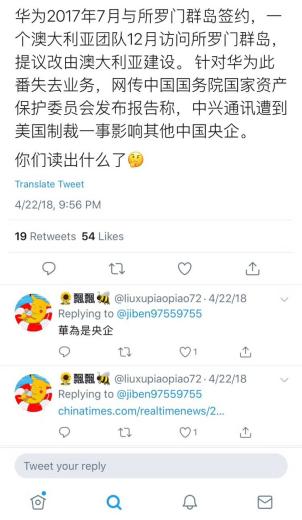 华为2017年7月与所罗门群岛签约，一
个澳大利亚团队12月访问所罗门群岛，
提议改由澳大利亚建设。 针对华为此
番失去业务，网传中国国务院国家资产
保护委员会发布报告称，中兴通讯遭到
美国制裁一事影响其他中国央企。
你们读出什么了🤔
Translate Tweet
4/22/18, 9:56 PM
19 Retweets 54 Likes
🌻飄飄🐝 @liuxupiaopiao72 · 4/22/18
Replying to @jiben97559755
華為是央企
1
🌻飄飄🐝 @liuxupiaopiao72 · 4/22/18
Replying to @jiben97559755
chinatimes.com/realtimenews/2...
1
Tweet your reply